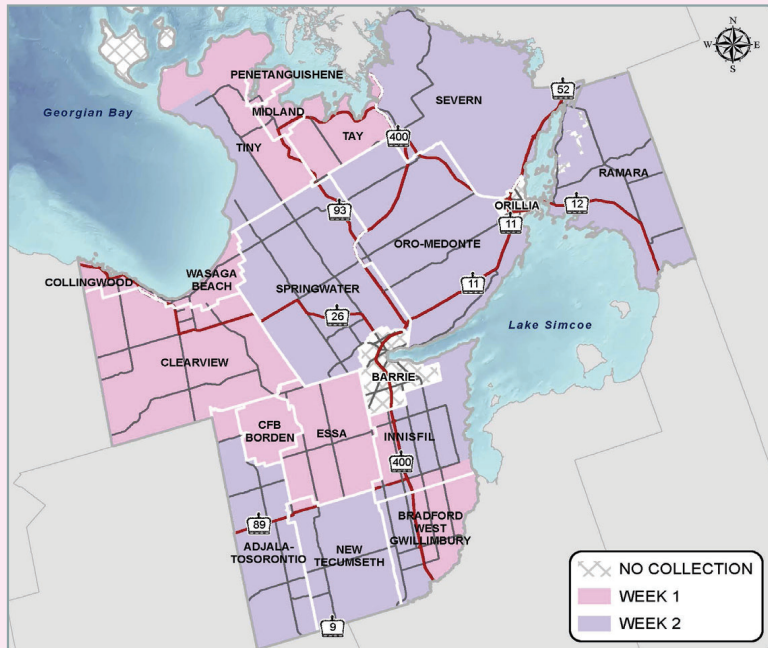 N
W E
S
PENETANGUISHENE
SEVERN
52
Georgian Bay
MIDLAND
TAY
400
TINY
RAMARA
93
ORILLIA
12
11
ORO-MEDONTE
WASAGA
BEACH
COLLINGWOOD
SPRINGWATER
11
26
Lake Simcoe
CLEARVIEW
BARRIE
CFB
BORDEN
ESSA
INNISFIL
400
89
BRADFORD
WEST
GWILLIMBURY
ADJALA-
TOSORONTIO
NEW
TECUMSETH
9
NO COLLECTION
WEEK 1
WEEK 2